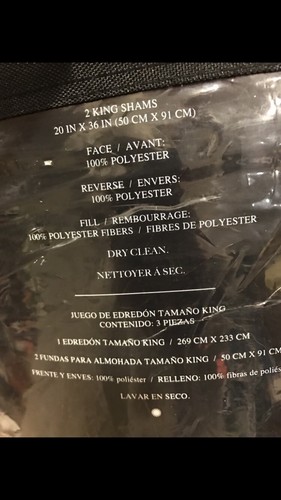 2 KING SHAMS
20 IN X 36 IN (50 CM X 91 CM)
FACE / AVANT:
100% POLYESTER
REVERSE / ENVERS:
100% POLYESTER
FILL / REMBOURRAGE:
100% POLYESTER FIBERS / FIBRES DE POLYESTER
DRY CLEAN.
NETTOYER À SEC.
JUEGO DE EDREDÓN TAMAÑO KING
CONTENIDO: 3 PIEZAS
1 EDREDÓN TAMAÑO KING / 269 CM X 233 CM
2 FUNDAS PARA ALMOHADA TAMAÑO KING / 50 CM X 91 CM
FRENTE Y ENVES: 100% poliéster / RELLENO: 100% fibras de poliés
LAVAR EN SECO.